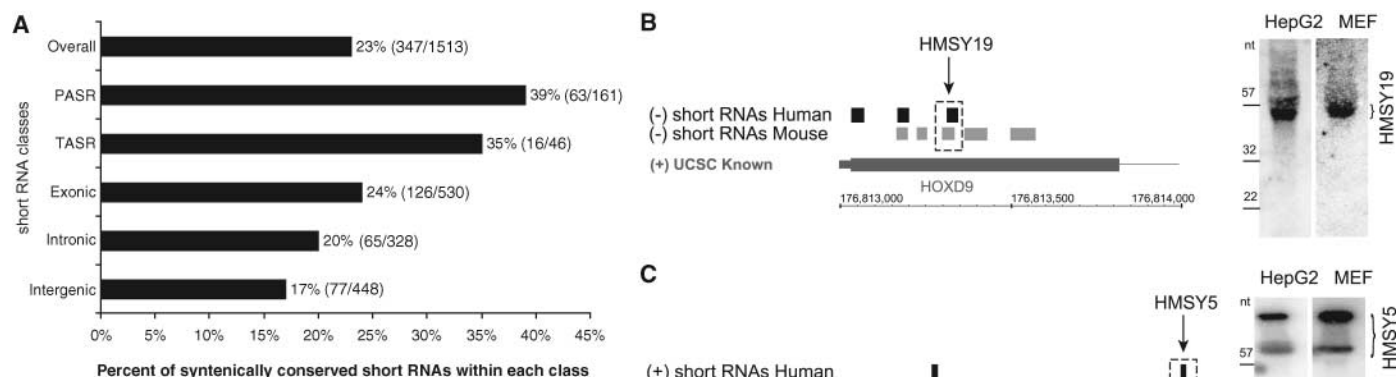 A
short RNA classes
Overall
23% (347/1513)
PASR
39% (63/161)
TASR
35% (16/46)
Exonic
24% (126/530)
Intronic
20% (65/328)
Intergenic
17% (77/448)
0% 5% 10% 15% 20% 25% 30% 35% 40% 45%
Percent of syntenically conserved short RNAs within each class
B
HMSY19
(-) short RNAs Human
(-) short RNAs Mouse
(+) UCSC Known
HOXD9
176,813,000 176,813,500 176,814,000
HepG2 MEF
nt
57
32
22
HMSY19
C
HMSY5
(+) short RNAs Human
HepG2 MEF
nt
57
HMSY5